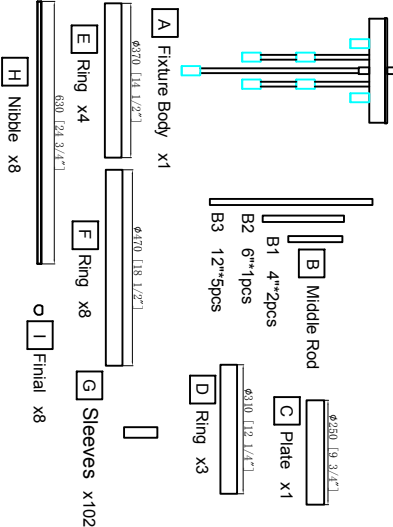 A Fixture Body x1
B Middle Rod
B1 4"*2pcs
B2 6"*1pcs
B3 12"*5pcs
Φ250 [9 3/4"]
C Plate x1
Φ310 [12 1/4"]
D Ring x3
Φ370 [14 1/2"]
E Ring x4
Φ470 [18 1/2"]
F Ring x8
G Sleeves x102
630 [24 3/4"]
H Nibble x8
I Finial x8